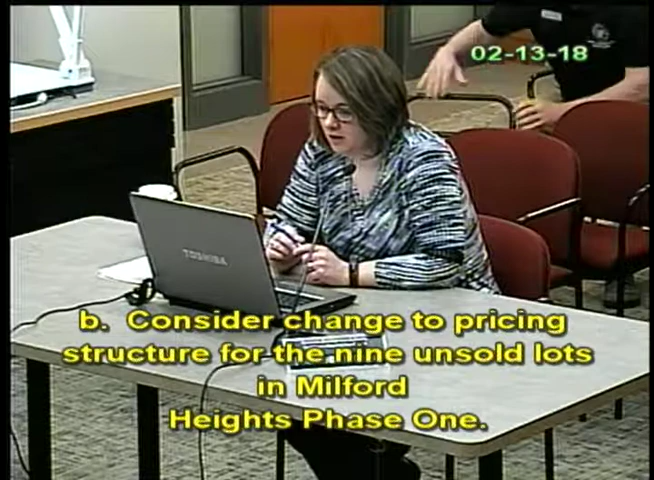 02-13-18
TOSHIBA
b. Consider change to pricing
structure for the nine unsold lots
in Milford
Heights Phase One.